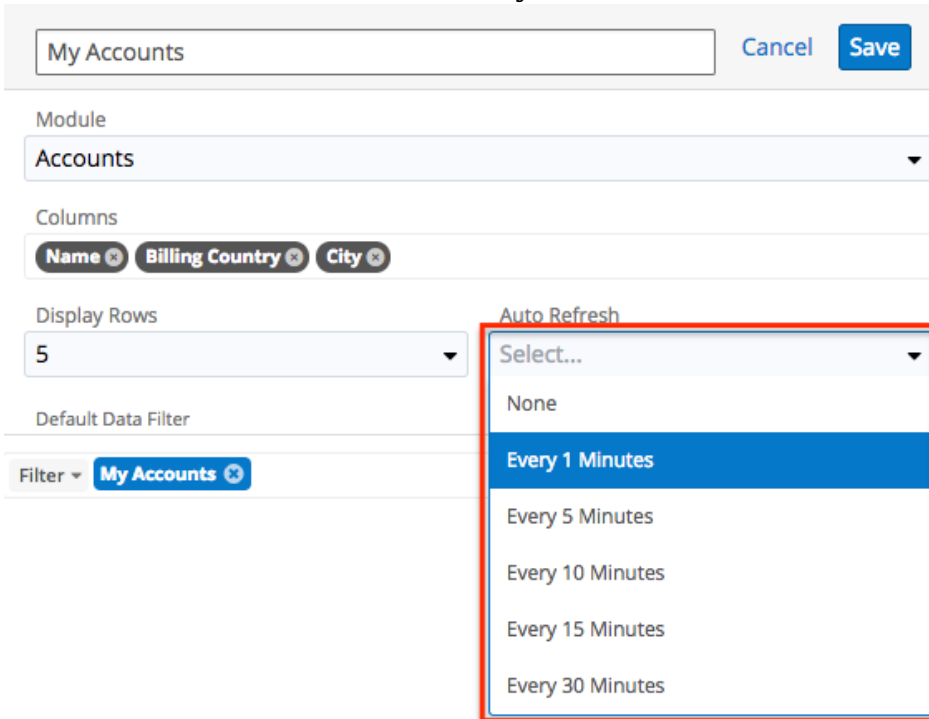 My Accounts Cancel Save
Module
Accounts
Columns
Name Billing Country City
Display Rows Auto Refresh
5 Select...
None
Default Data Filter
Every 1 Minutes
Filter My Accounts
Every 5 Minutes
Every 10 Minutes
Every 15 Minutes
Every 30 Minutes